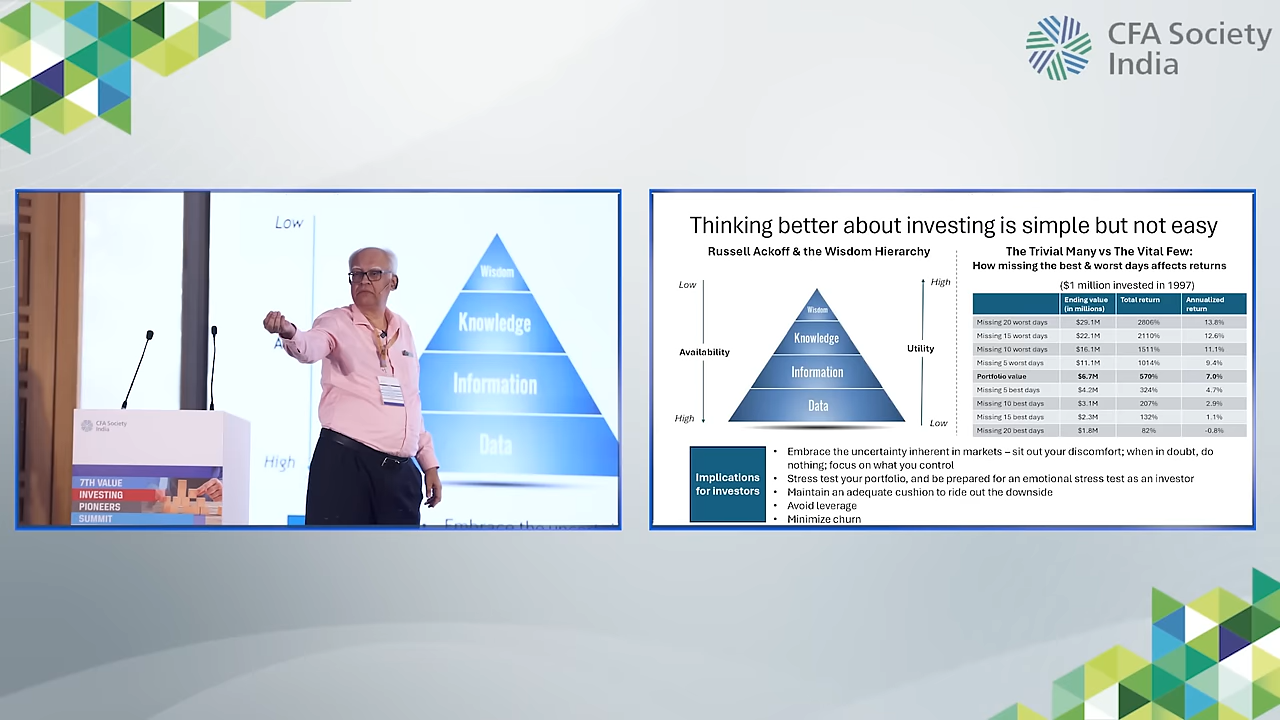 CFA Society
India
Low
Wisdom
Knowledge
Information
Data
High
CFA Society
India
7TH VALUE
INVESTING
PIONEERS
SUMMIT
Embrace the
Thinking better about investing is simple but not easy
Russell Ackoff & the Wisdom Hierarchy
Low
Availability
High
Wisdom
Knowledge
Information
Data
High
Utility
Low
The Trivial Many vs The Vital Few:
How missing the best & worst days affects returns
($1 million invested in 1997)
Ending value (in millions) Total return Annualized return
Missing 20 worst days $29.1M 2806% 13.8%
Missing 15 worst days $22.1M 2110% 12.6%
Missing 10 worst days $16.1M 1511% 11.1%
Missing 5 worst days $11.1M 1014% 9.4%
Portfolio value $6.7M 570% 7.0%
Missing 5 best days $4.2M 324% 4.7%
Missing 10 best days $3.1M 207% 2.9%
Missing 15 best days $2.3M 132% 1.1%
Missing 20 best days $1.8M 82% -0.8%
Implications
for investors
• Embrace the uncertainty inherent in markets – sit out your discomfort; when in doubt, do
nothing; focus on what you control
• Stress test your portfolio, and be prepared for an emotional stress test as an investor
• Maintain an adequate cushion to ride out the downside
• Avoid leverage
• Minimize churn